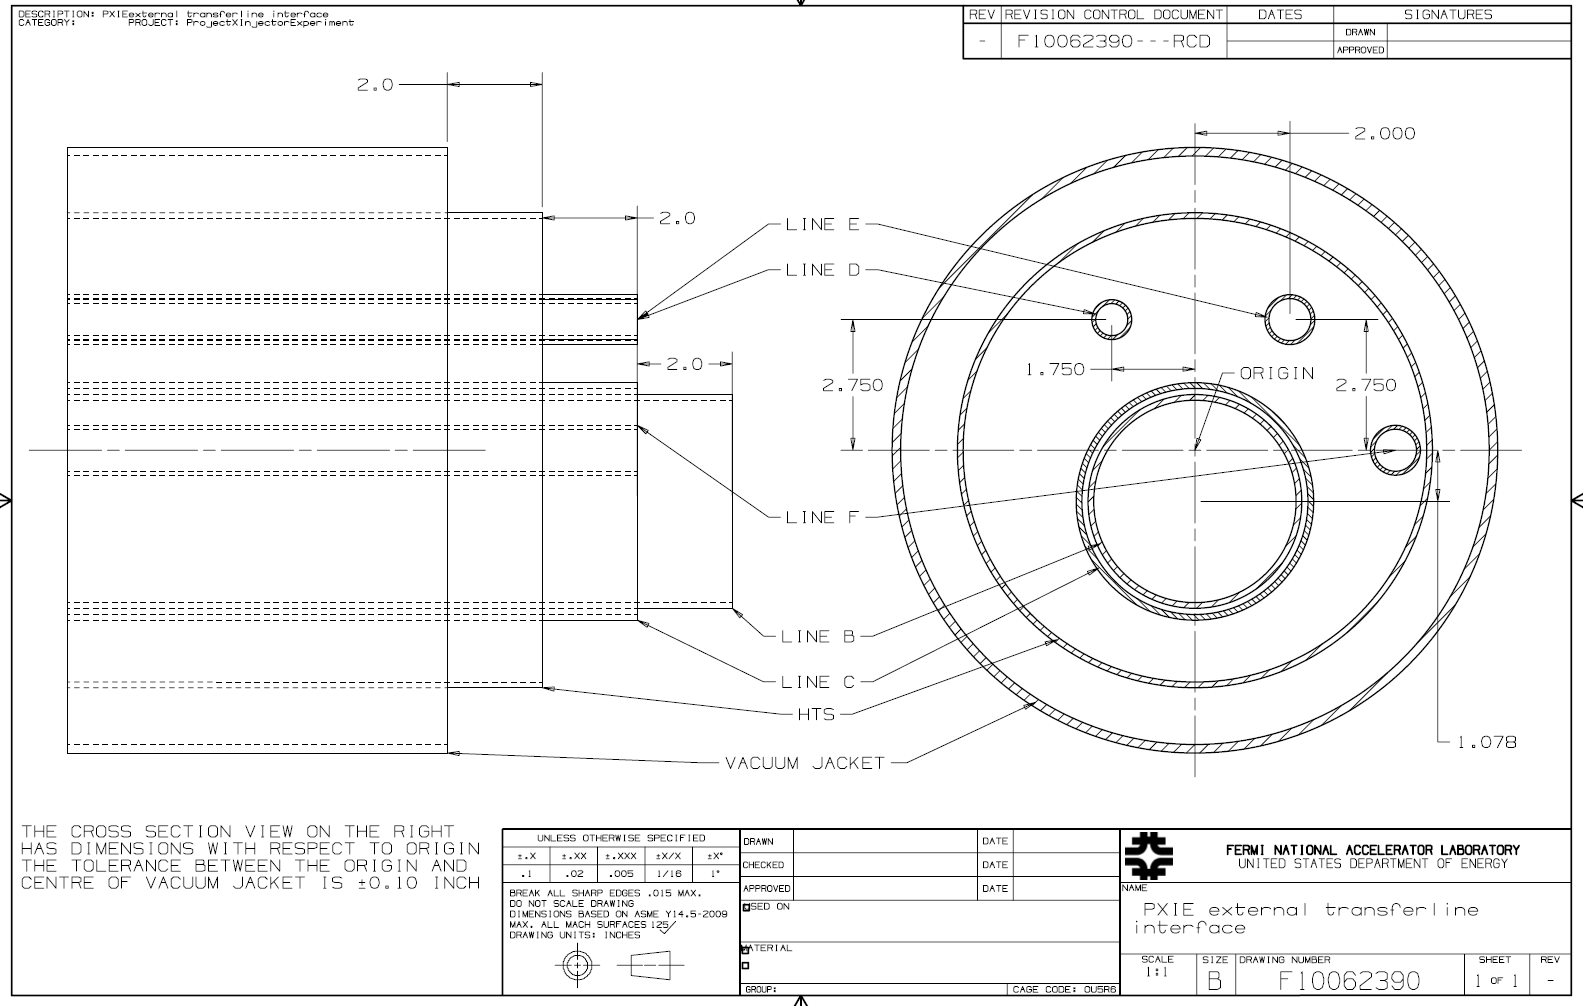 DESCRIPTION: PXIEexternal transferline interface
CATEGORY: PROJECT: ProjectXInjectorExperiment
REV REVISION CONTROL DOCUMENT DATES SIGNATURES
- F10062390---RCD DRAWN
APPROVED
2.0
2.000
2.0
LINE E
LINE D
2.0
1.750
ORIGIN
2.750
2.750
LINE F
LINE B
LINE C
HTS
1.078
VACUUM JACKET
THE CROSS SECTION VIEW ON THE RIGHT
HAS DIMENSIONS WITH RESPECT TO ORIGIN
THE TOLERANCE BETWEEN THE ORIGIN AND
CENTRE OF VACUUM JACKET IS ±0.10 INCH
UNLESS OTHERWISE SPECIFIED
±.X ±.XX ±.XXX ±X/X ±X°
.1 .02 .005 1/16 1°
BREAK ALL SHARP EDGES .015 MAX.
DO NOT SCALE DRAWING
DIMENSIONS BASED ON ASME Y14.5-2009
MAX. ALL MACH SURFACES 125
DRAWING UNITS: INCHES
DRAWN DATE
CHECKED DATE
APPROVED DATE
USED ON
MATERIAL
GROUP: CAGE CODE: OU5R6
FERMI NATIONAL ACCELERATOR LABORATORY
UNITED STATES DEPARTMENT OF ENERGY
NAME
PXIE external transferline
interface
SCALE SIZE DRAWING NUMBER SHEET REV
1:1 B F10062390 1 OF 1 -